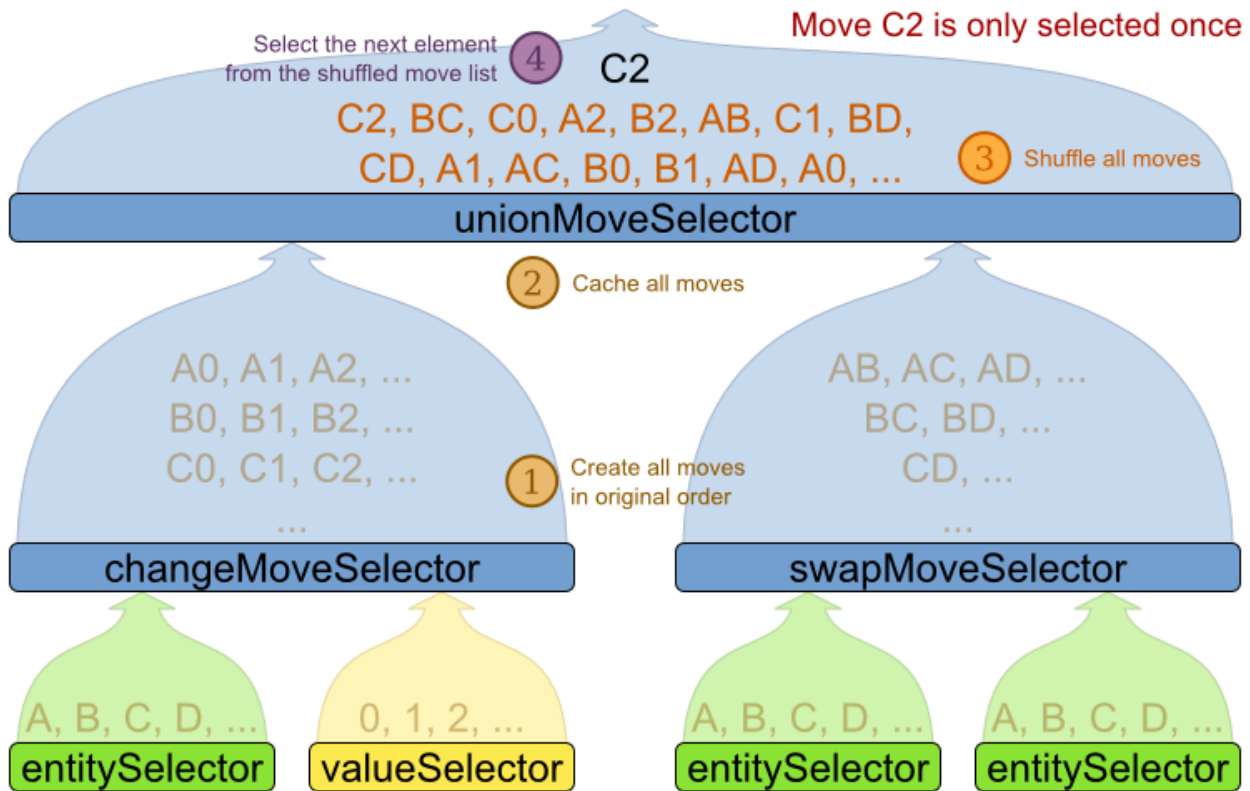 Move C2 is only selected once
Select the next element
from the shuffled move list
4
C2
C2, BC, C0, A2, B2, AB, C1, BD,
CD, A1, AC, B0, B1, AD, A0, ...
3
Shuffle all moves
unionMoveSelector
2
Cache all moves
A0, A1, A2, ...
B0, B1, B2, ...
C0, C1, C2, ...
...
1
Create all moves
in original order
AB, AC, AD, ...
BC, BD, ...
CD, ...
...
changeMoveSelector
swapMoveSelector
A, B, C, D, ...
0, 1, 2, ...
A, B, C, D, ...
A, B, C, D, ...
entitySelector
valueSelector
entitySelector
entitySelector